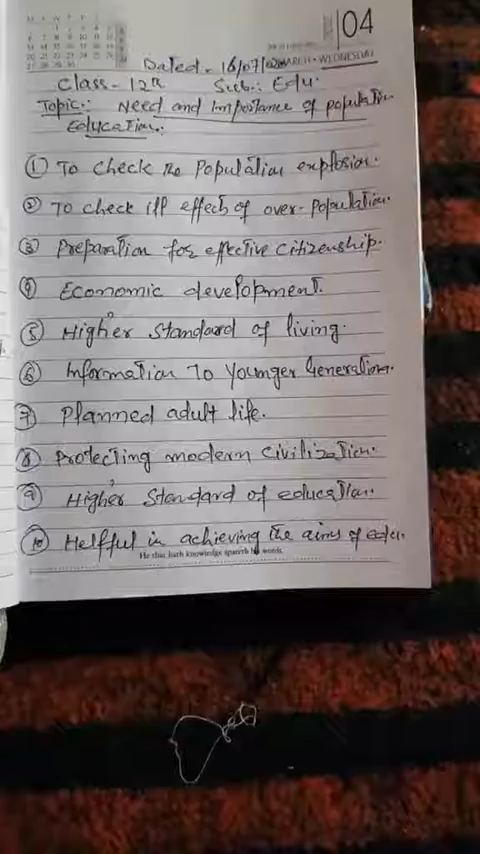 04
MARCH • WEDNESDAY
Dated - 16/07/
Class - 12th Sub.: Edu.
Topic: Need and Importance of population
Education.
① To check the Population explosion.
② To check ill effects of over-Population.
③ Preparation for effective citizenship.
④ Economic development.
⑤ Higher Standard of living.
⑥ Information To Younger Generation.
⑦ Planned adult life.
⑧ Protecting modern civilization.
⑨ Higher Standard of education.
⑩ Helpful in achieving the aims of edu.
He that hath knowledge spareth his words.